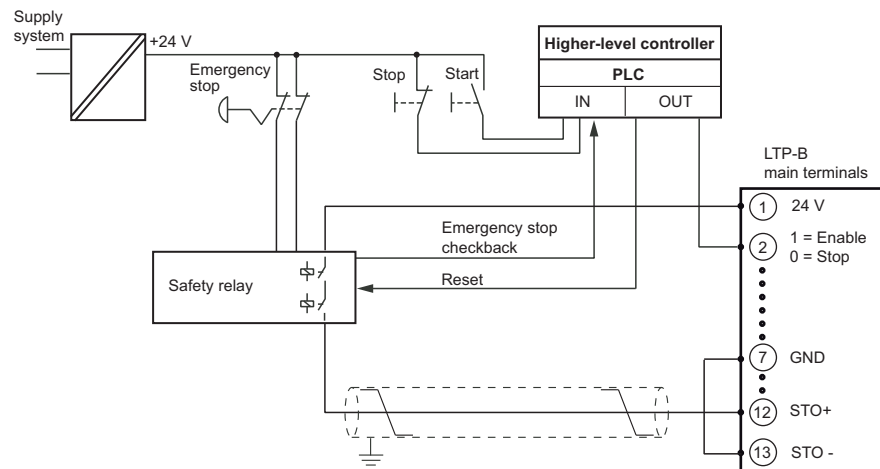 Supply
system
+24 V
Emergency
stop
Stop
Start
Higher-level controller
PLC
IN
OUT
LTP-B
main terminals
1
24 V
2
1 = Enable
0 = Stop
Emergency stop
checkback
Safety relay
Reset
7
GND
12
STO+
13
STO -